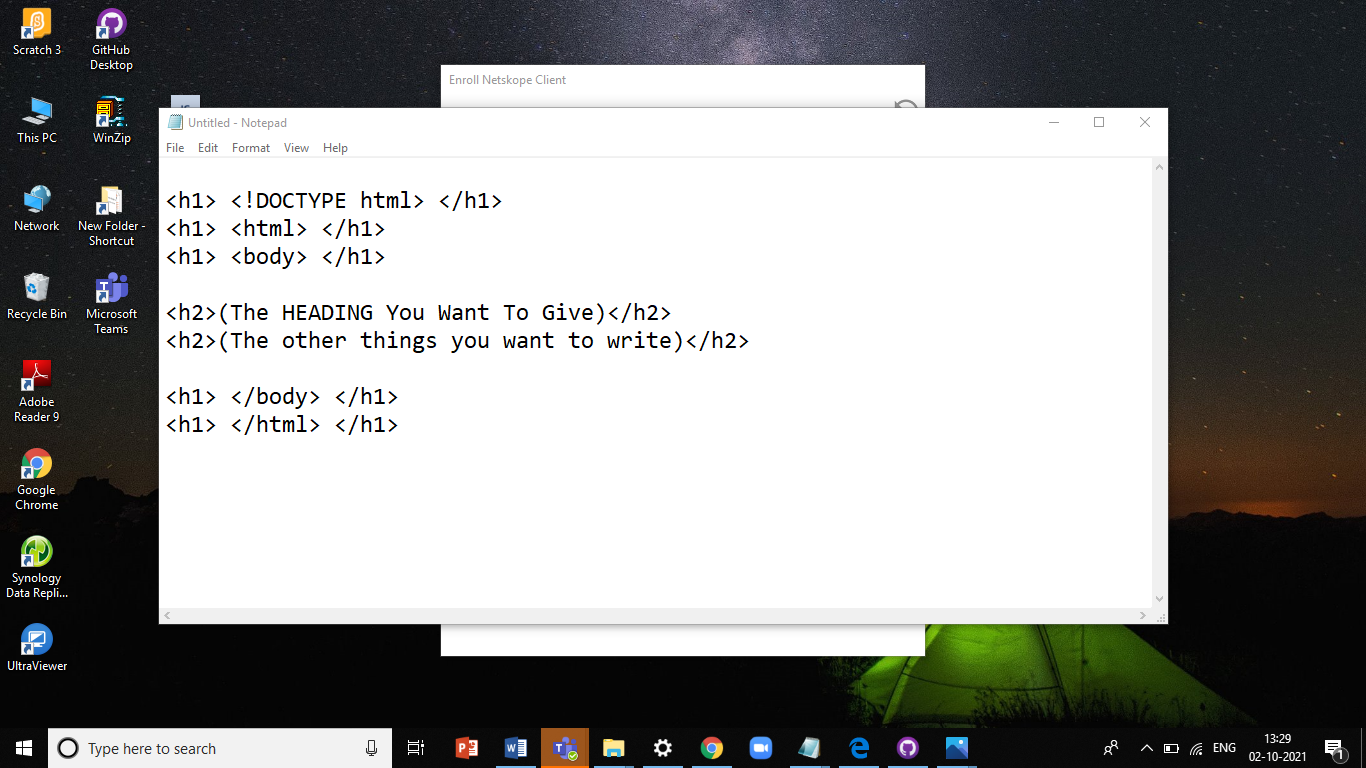 Scratch 3
GitHub
Desktop
This PC
WinZip
Network
New Folder -
Shortcut
Recycle Bin
Microsoft
Teams
Adobe
Reader 9
Google
Chrome
Synology
Data Repli...
UltraViewer
Enroll Netskope Client
Untitled - Notepad
File Edit Format View Help
<h1> <!DOCTYPE html> </h1>
<h1> <html> </h1>
<h1> <body> </h1>
<h2>(The HEADING You Want To Give)</h2>
<h2>(The other things you want to write)</h2>
<h1> </body> </h1>
<h1> </html> </h1>
Type here to search
ENG
13:29
02-10-2021
1